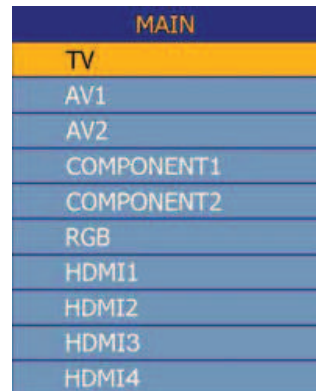 MAIN
TV
AV1
AV2
COMPONENT1
COMPONENT2
RGB
HDMI1
HDMI2
HDMI3
HDMI4